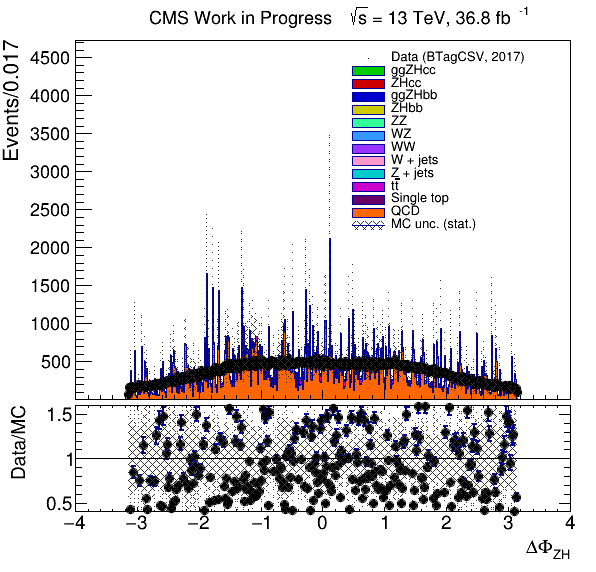 CMS Work in Progress √s = 13 TeV, 36.8 fb⁻¹
Events/0.017
4500
4000
3500
3000
2500
2000
1500
1000
500
Data (BTagCSV, 2017)
ggZHcc
ZHcc
ggZHbb
ZHbb
ZZ
WZ
WW
W + jets
Z + jets
tt̅
Single top
QCD
MC unc. (stat.)
Data/MC
1.5
1
0.5
−4 −3 −2 −1 0 1 2 3 4
ΔΦ_ZH